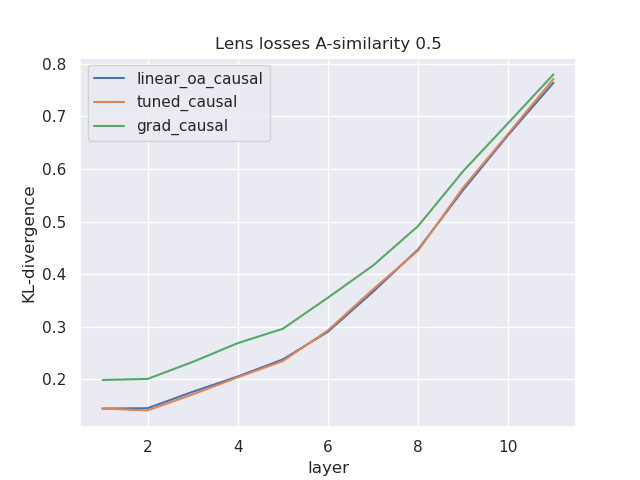 Lens losses A-similarity 0.5
linear_oa_causal
tuned_causal
grad_causal
KL-divergence
0.8
0.7
0.6
0.5
0.4
0.3
0.2
2 4 6 8 10
layer